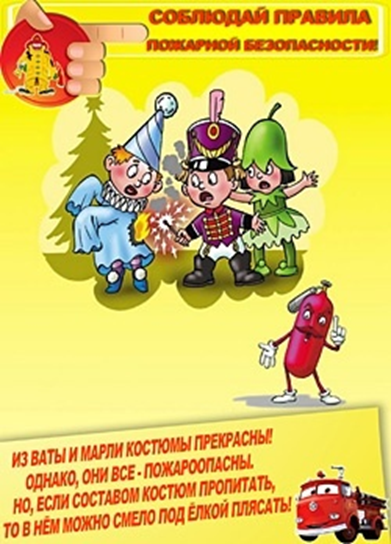 СОБЛЮДАЙ ПРАВИЛА
ПОЖАРНОЙ БЕЗОПАСНОСТИ!
ИЗ ВАТЫ И МАРЛИ КОСТЮМЫ ПРЕКРАСНЫ!
ОДНАКО, ОНИ ВСЕ - ПОЖАРООПАСНЫ.
НО, ЕСЛИ СОСТАВОМ КОСТЮМ ПРОПИТАТЬ,
ТО В НЁМ МОЖНО СМЕЛО ПОД ЁЛКОЙ ПЛЯСАТЬ!